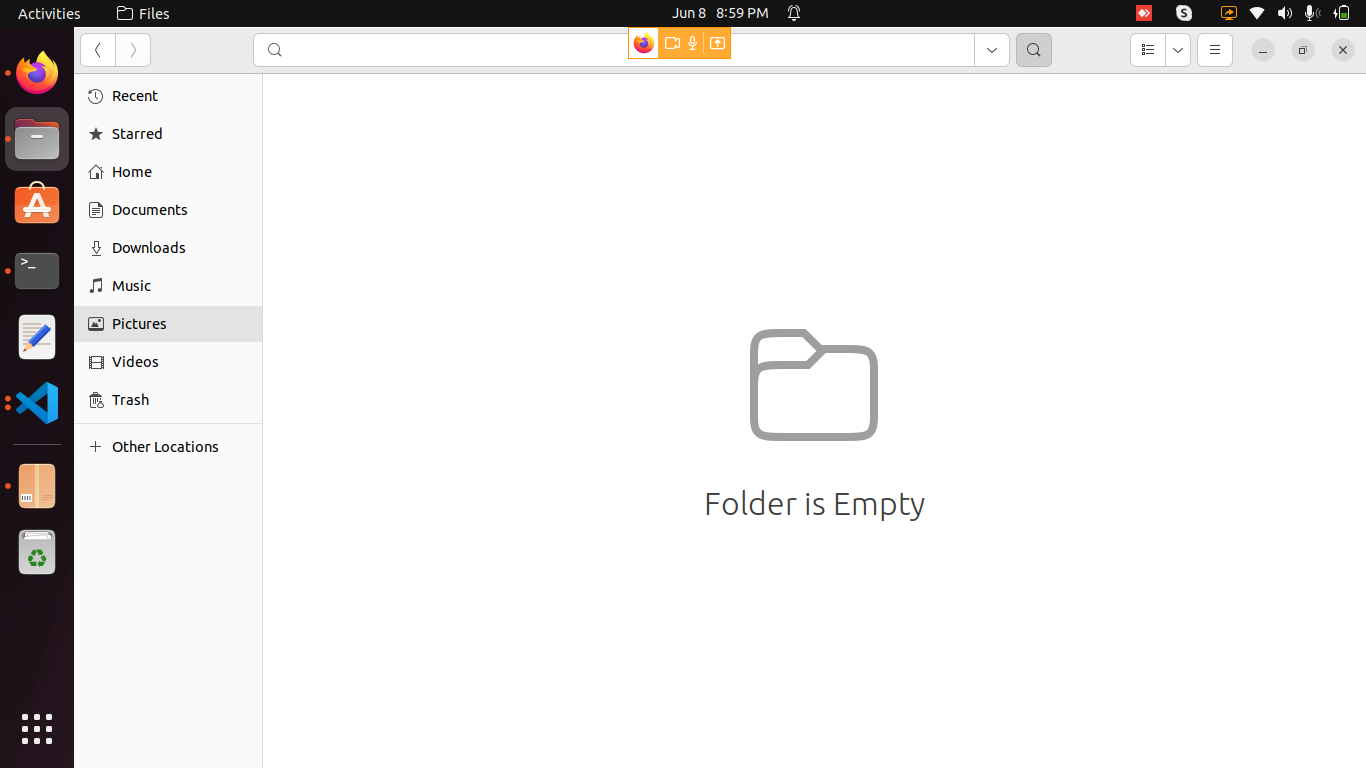 Activities
Files
Jun 8 8:59 PM
S
Recent
Starred
Home
Documents
Downloads
Music
Pictures
Videos
Trash
Other Locations
Folder is Empty
>_